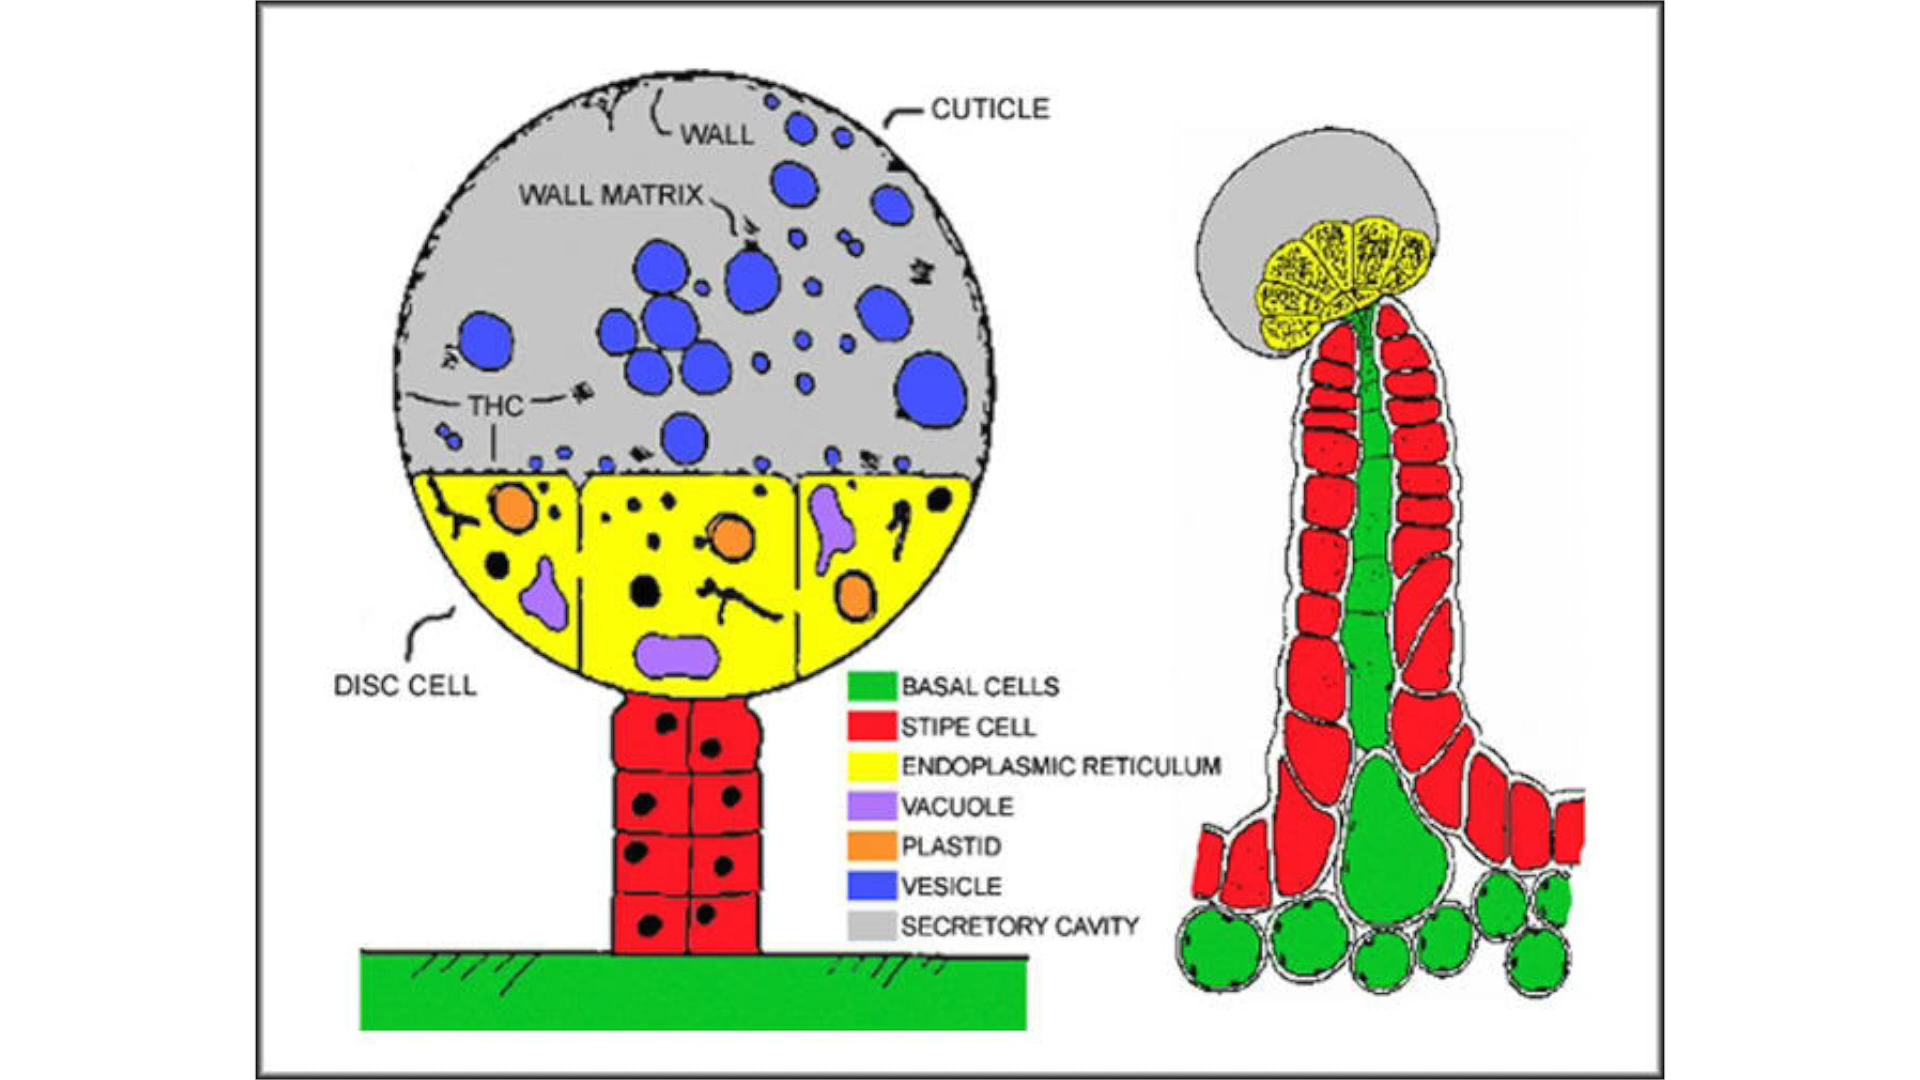 CUTICLE
WALL
WALL MATRIX
THC
DISC CELL
BASAL CELLS
STIPE CELL
ENDOPLASMIC RETICULUM
VACUOLE
PLASTID
VESICLE
SECRETORY CAVITY